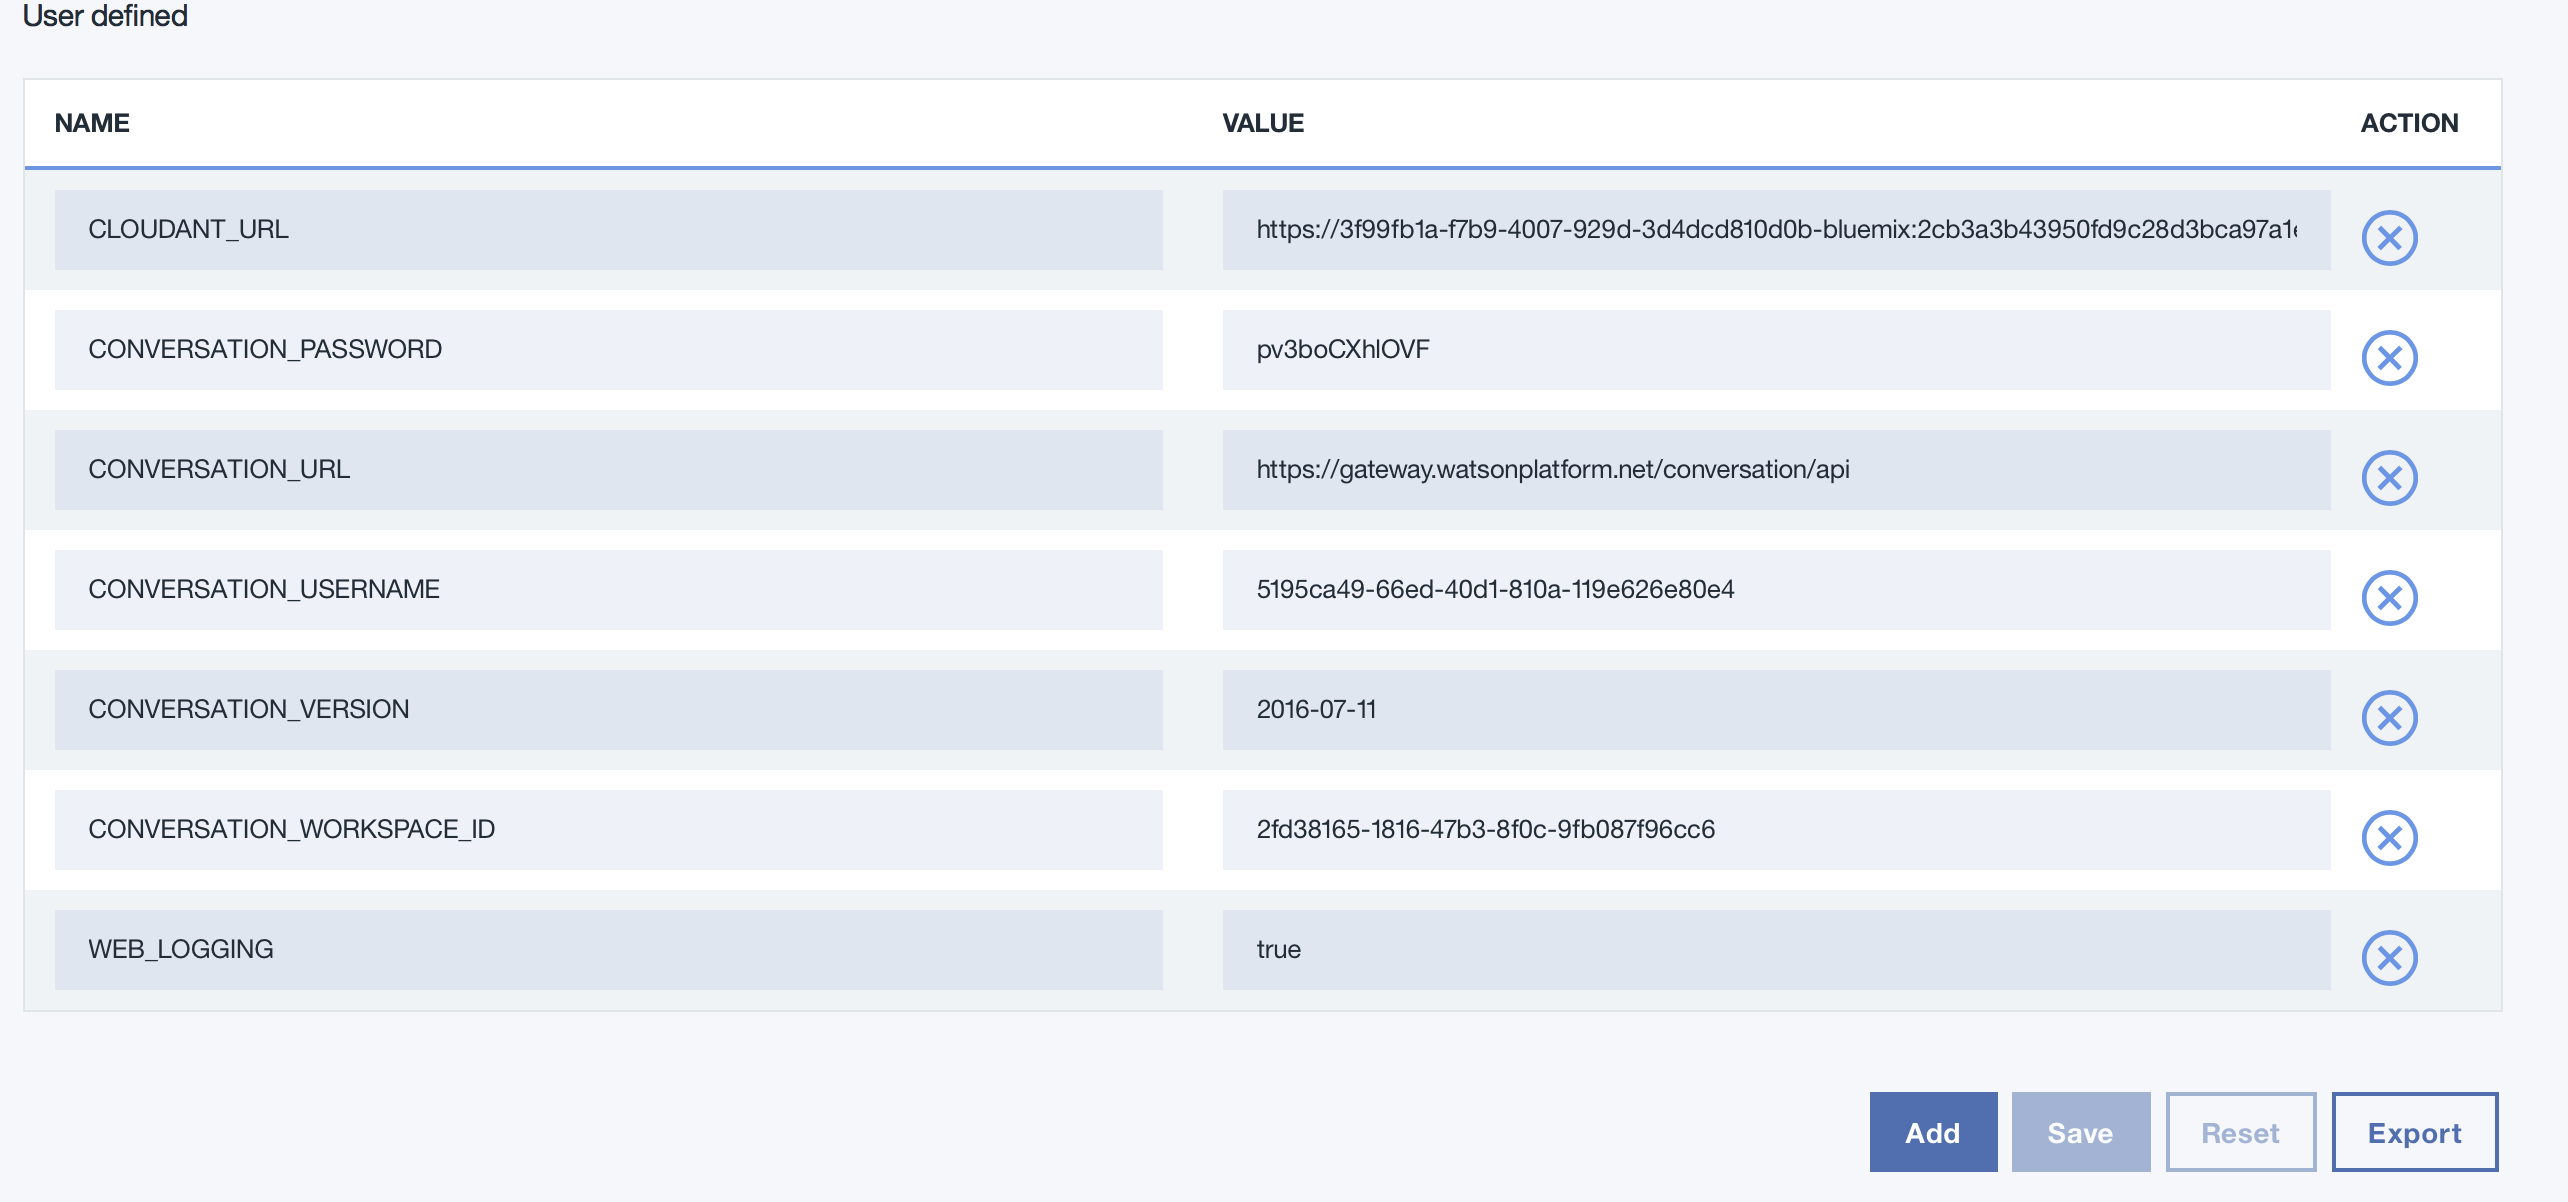 User defined
NAME VALUE ACTION
CLOUDANT_URL https://3f99fb1a-f7b9-4007-929d-3d4dcd810d0b-bluemix:2cb3a3b43950fd9c28d3bca97a1
CONVERSATION_PASSWORD pv3boCXhlOVF
CONVERSATION_URL https://gateway.watsonplatform.net/conversation/api
CONVERSATION_USERNAME 5195ca49-66ed-40d1-810a-119e626e80e4
CONVERSATION_VERSION 2016-07-11
CONVERSATION_WORKSPACE_ID 2fd38165-1816-47b3-8f0c-9fb087f96cc6
WEB_LOGGING true
Add Save Reset Export